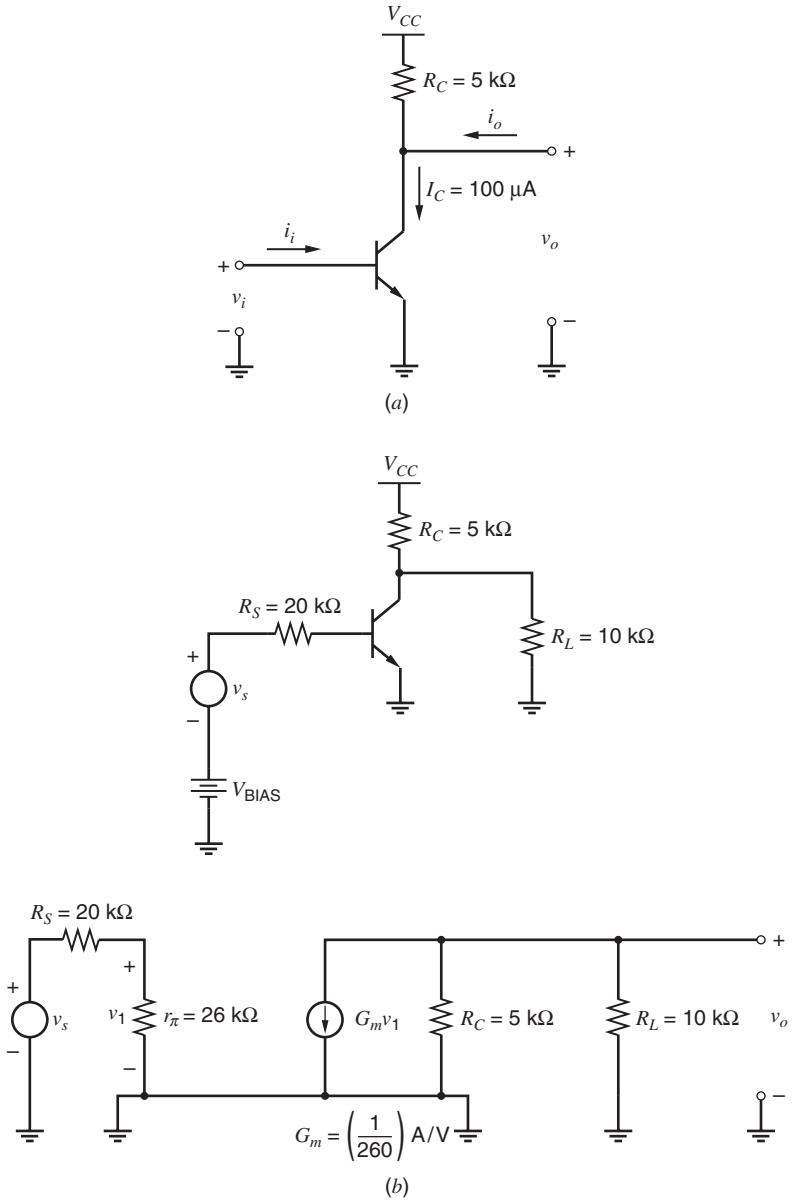 V_CC
R_C = 5 kΩ
i_o
+
I_C = 100 μA
i_i
+
v_i
v_o
−
−
(a)
V_CC
R_C = 5 kΩ
R_S = 20 kΩ
R_L = 10 kΩ
+
v_s
−
V_BIAS
R_S = 20 kΩ
+
+
+
v_s
v_1
r_π = 26 kΩ
G_m v_1
R_C = 5 kΩ
R_L = 10 kΩ
v_o
−
−
−
G_m = (1/260) A/V
(b)